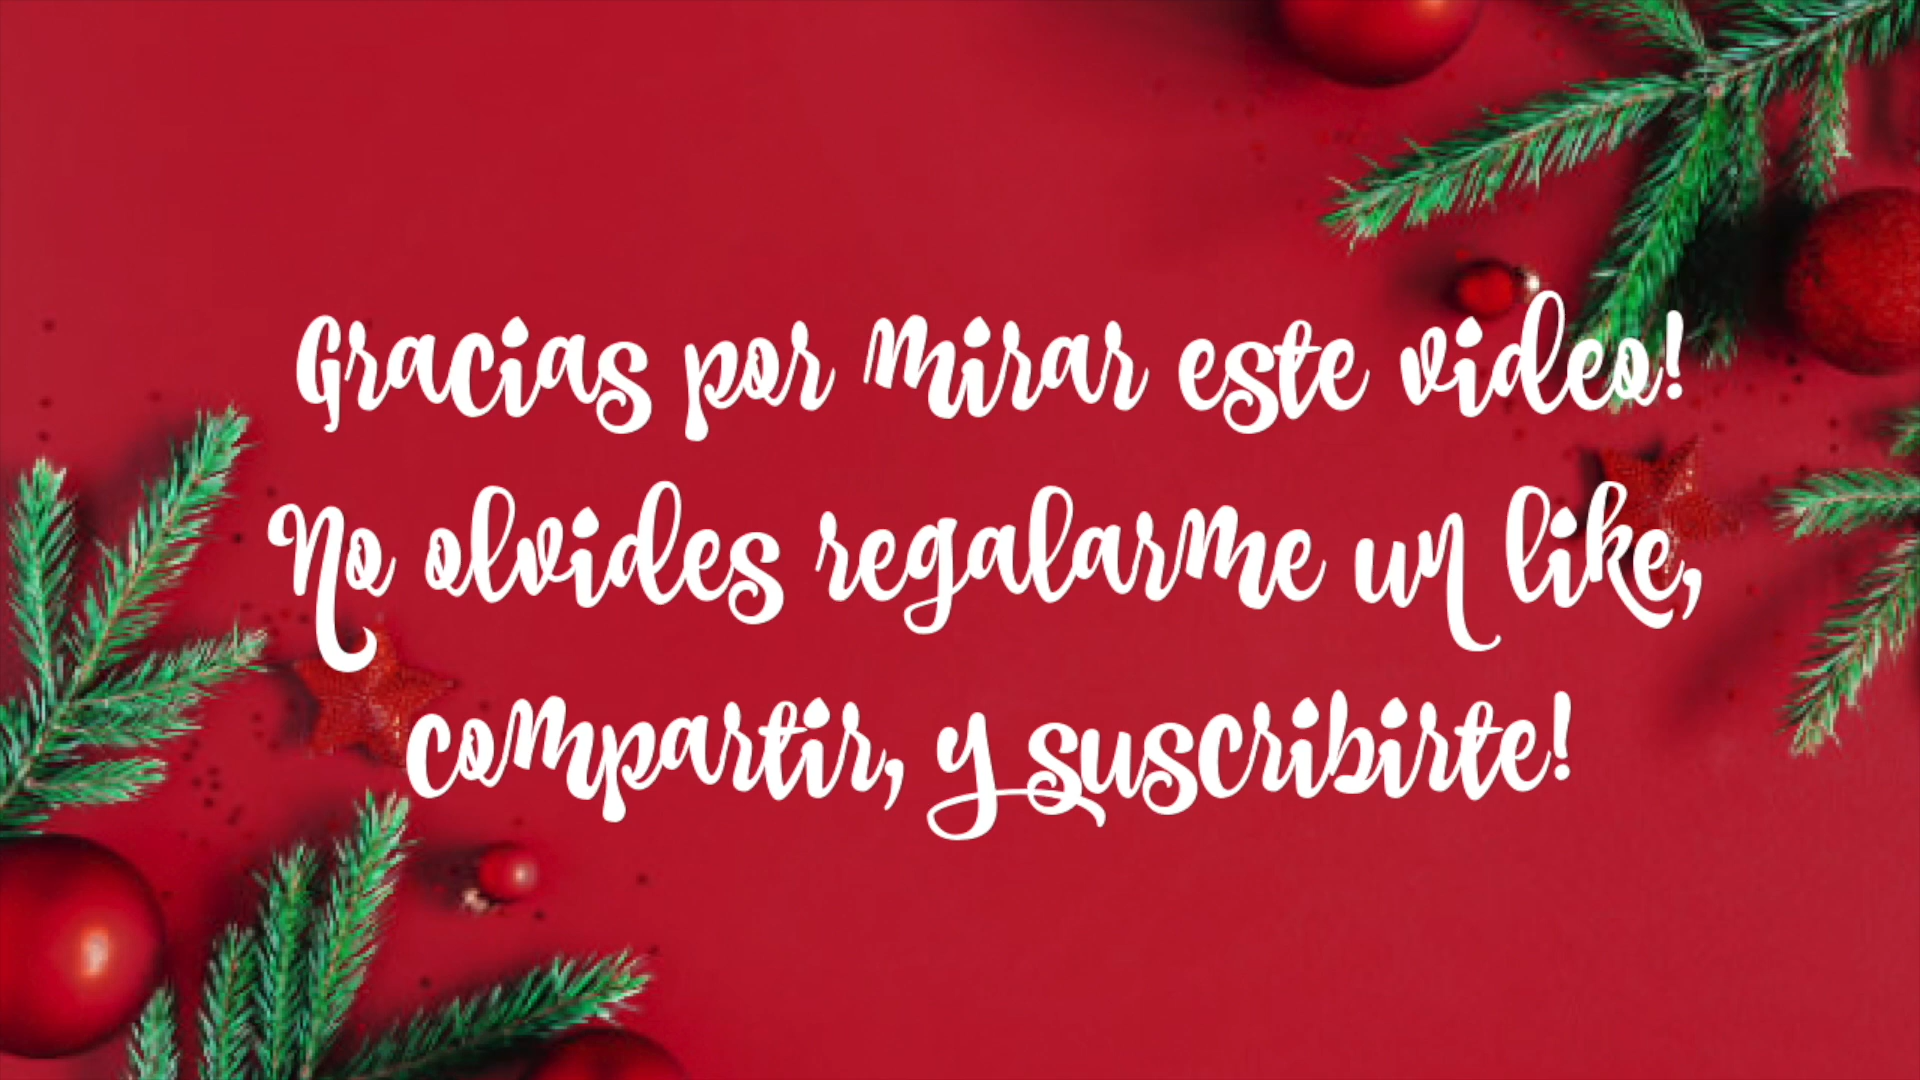 Gracias por mirar este video!
No olvides regalarme un like,
compartir, y suscribirte!